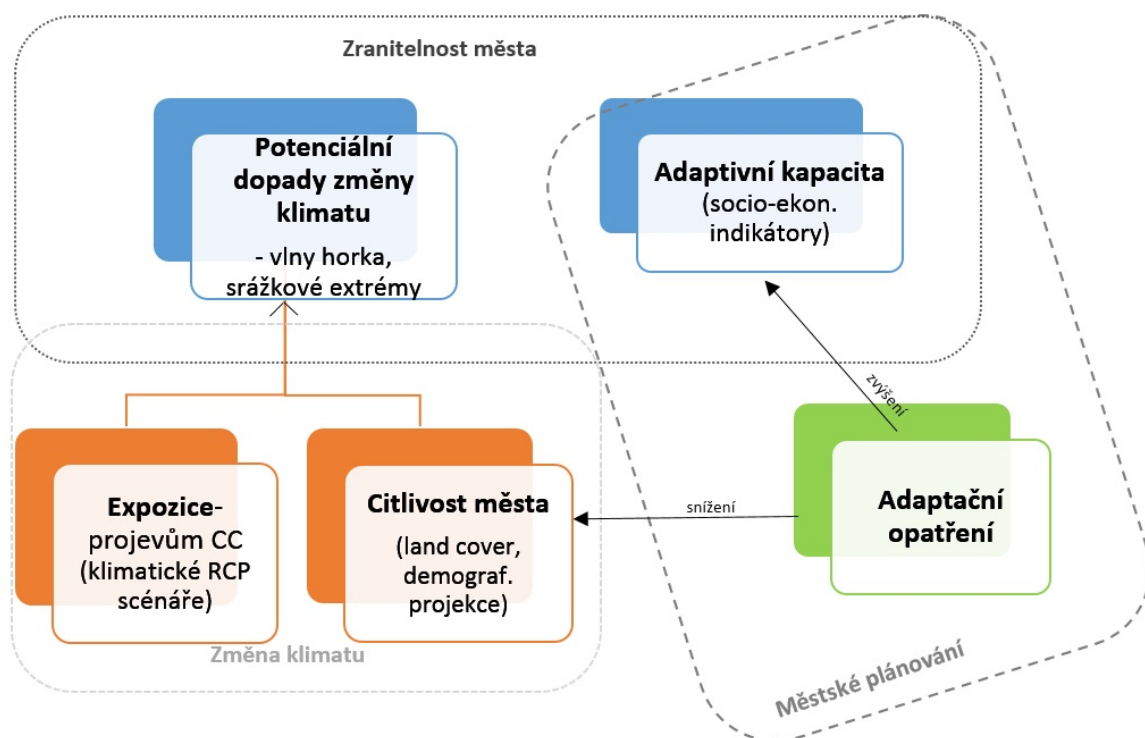 Zranitelnost města
Potenciální
dopady změny
klimatu
- vlny horka,
srážkové extrémy
Adaptivní kapacita
(socio-ekon.
indikátory)
zvýšení
Expozice-
projevům CC
(klimatické RCP
scénáře)
Citlivost města
(land cover,
demograf.
projekce)
snížení
Adaptační
opatření
Změna klimatu
Městské plánování